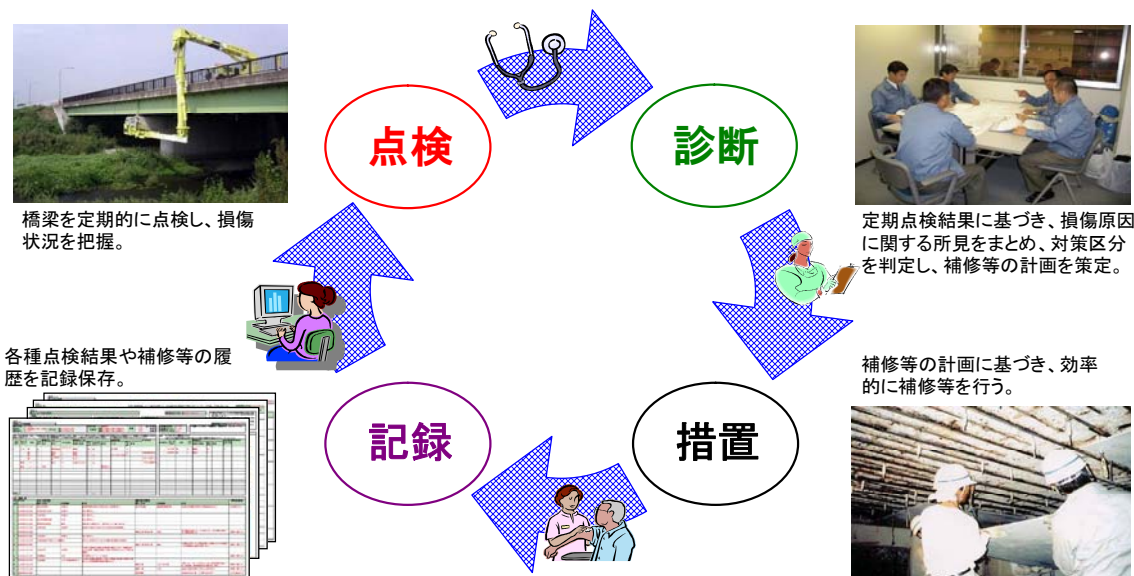 点検
診断
橋梁を定期的に点検し、損傷
状況を把握。
定期点検結果に基づき、損傷原因
に関する所見をまとめ、対策区分
を判定し、補修等の計画を策定。
各種点検結果や補修等の履
歴を記録保存。
補修等の計画に基づき、効率
的に補修等を行う。
記録
措置